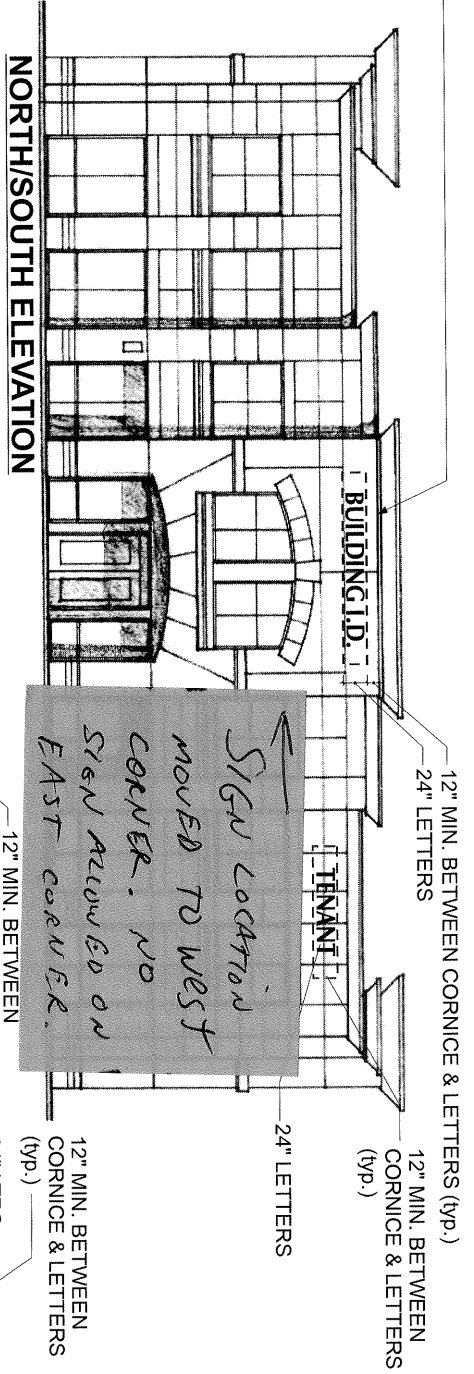 12" MIN. BETWEEN CORNICE & LETTERS (typ.)
24" LETTERS
12" MIN. BETWEEN
CORNICE & LETTERS
(typ.)
BUILDING I.D.
TENANT
24" LETTERS
SIGN LOCATION
MOVED TO WEST
CORNER. NO
SIGN ALLOWED ON
EAST CORNER.
NORTH/SOUTH ELEVATION
12" MIN. BETWEEN
12" MIN. BETWEEN
CORNICE & LETTERS
(typ.)